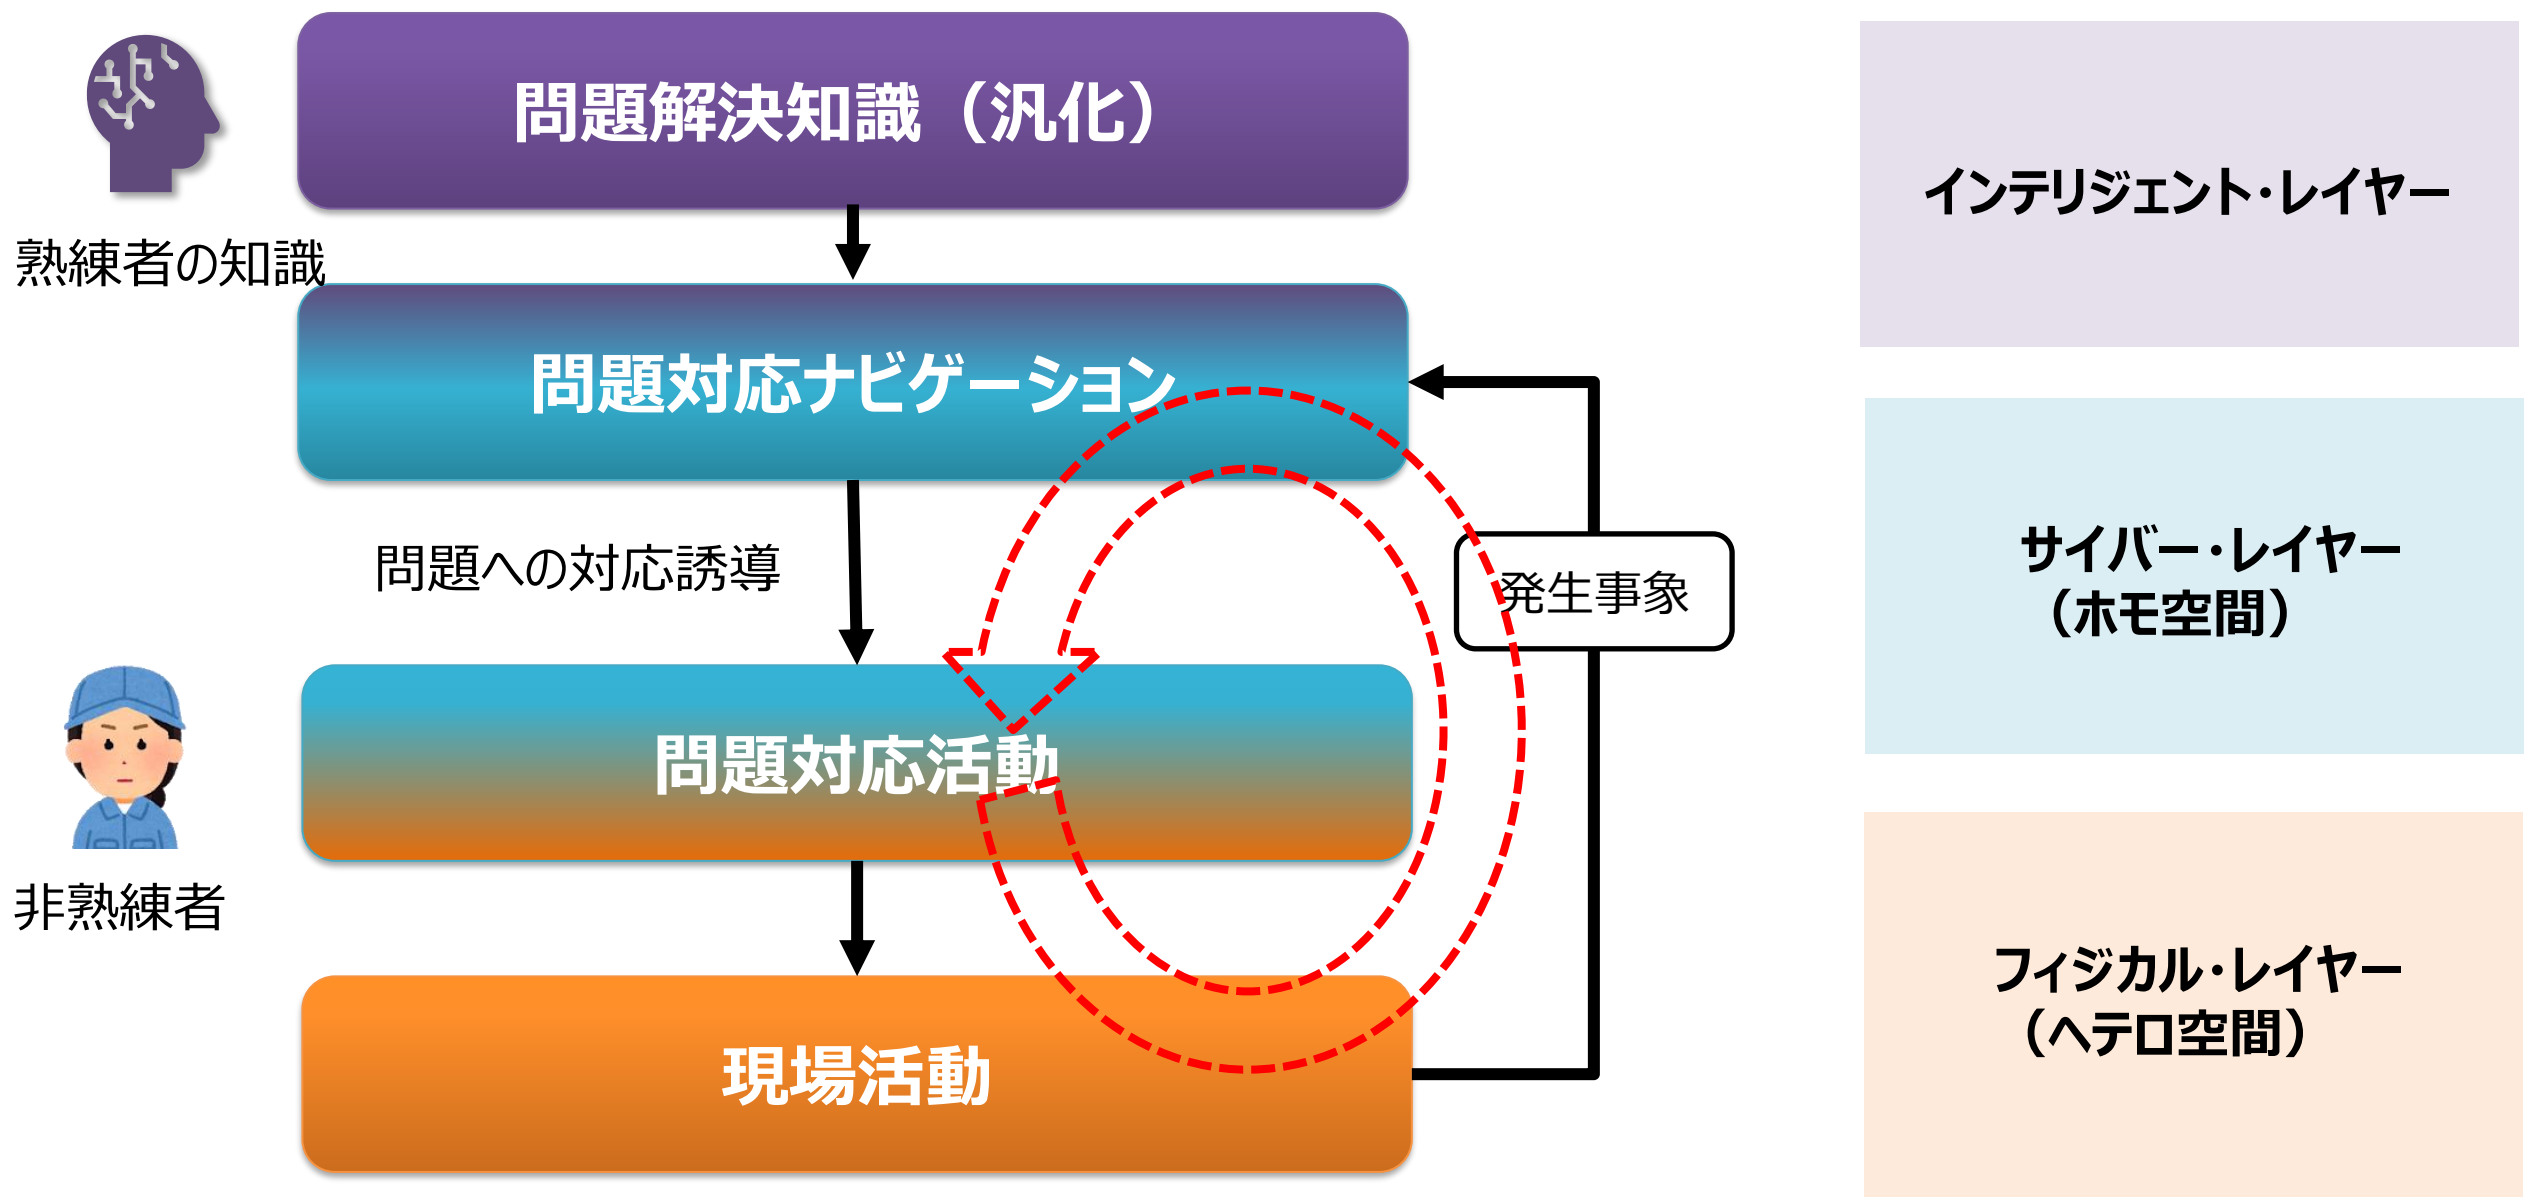 問題解決知識（汎化）
熟練者の知識
問題対応ナビゲーション
問題への対応誘導
発生事象
問題対応活動
非熟練者
現場活動
インテリジェント・レイヤー
サイバー・レイヤー
（ホモ空間）
フィジカル・レイヤー
（ヘテロ空間）